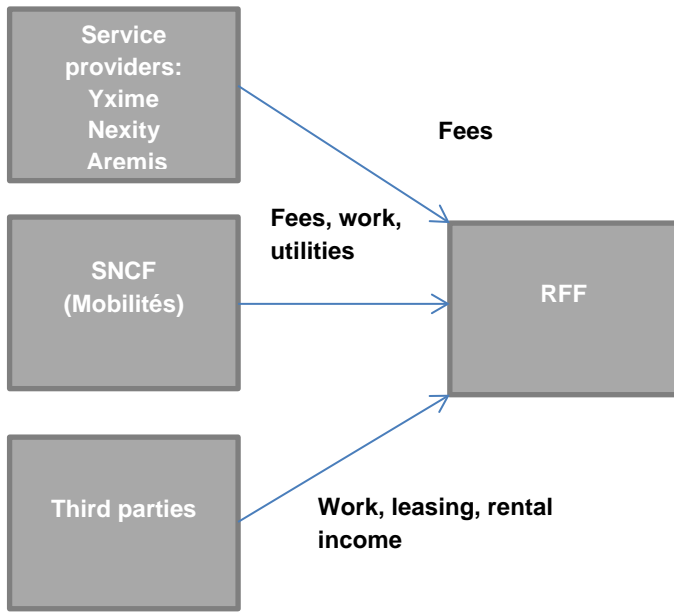 Service
providers:
Yxime
Nexity
Aremis
Fees
Fees, work,
utilities
SNCF
(Mobilités)
RFF
Third parties
Work, leasing, rental
income